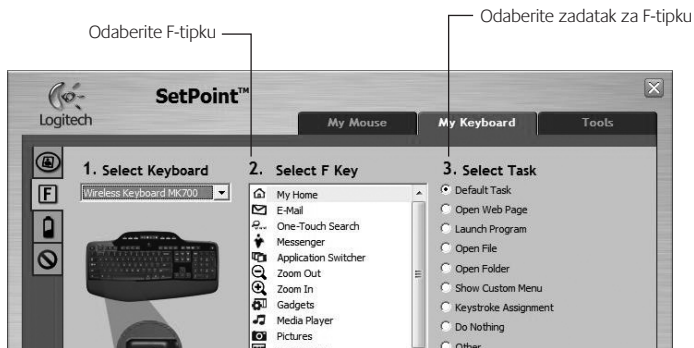 Odaberite F-tipku
Odaberite zadatak za F-tipku
Logitech
SetPoint™
My Mouse
My Keyboard
Tools
1. Select Keyboard
Wireless Keyboard MK700
2. Select F Key
My Home
E-Mail
One-Touch Search
Messenger
Application Switcher
Zoom Out
Zoom In
Gadgets
Media Player
Pictures
3. Select Task
Default Task
Open Web Page
Launch Program
Open File
Open Folder
Show Custom Menu
Keystroke Assignment
Do Nothing
Other